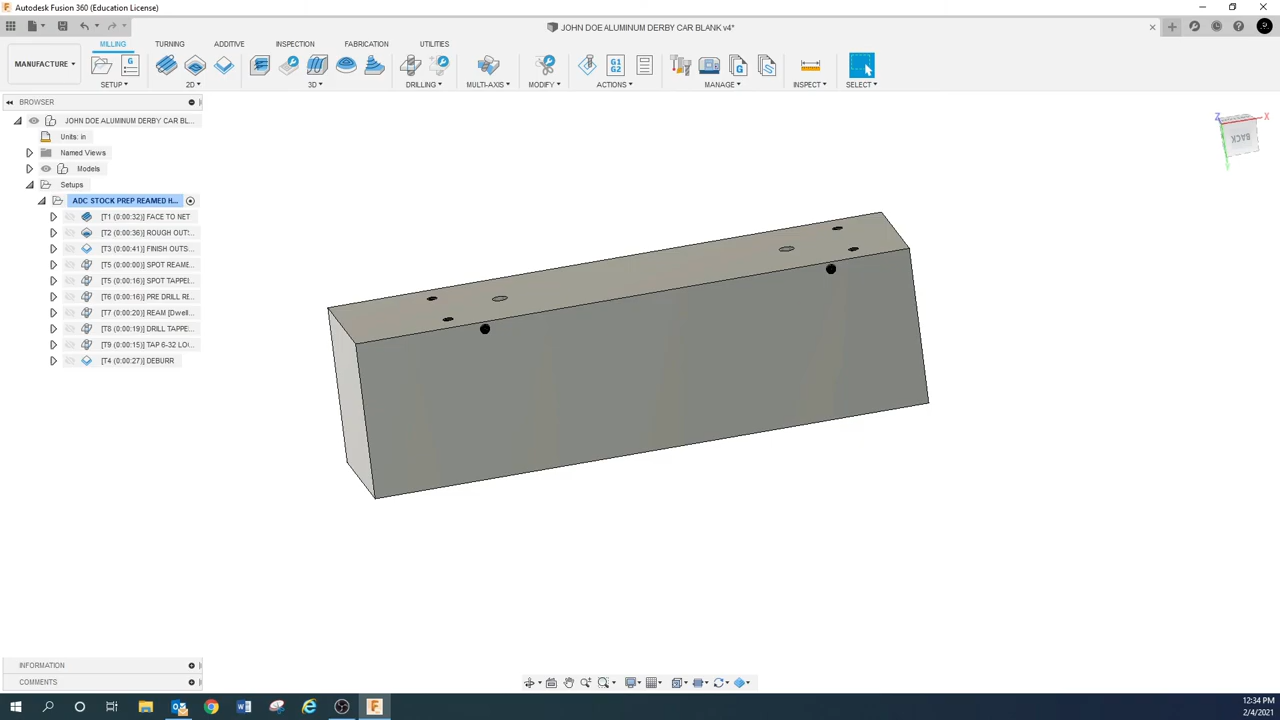 Autodesk Fusion 360 (Education License)
JOHN DOE ALUMINUM DERBY CAR BLANK v4*
MANUFACTURE
MILLING TURNING ADDITIVE INSPECTION FABRICATION UTILITIES
SETUP 2D 3D DRILLING MULTI-AXIS MODIFY ACTIONS MANAGE INSPECT SELECT
G G1 G2 G
BROWSER
JOHN DOE ALUMINUM DERBY CAR BL...
Units: in
Named Views
Models
Setups
ADC STOCK PREP REAMED H...
[T1 (0:00:32)] FACE TO NET
[T2 (0:00:36)] ROUGH OUT...
[T3 (0:00:41)] FINISH OUTS...
[T5 (0:00:00)] SPOT REAME...
[T5 (0:00:16)] SPOT TAPPE...
[T6 (0:00:16)] PRE DRILL RE...
[T7 (0:00:20)] REAM [Dwell...
[T8 (0:00:19)] DRILL TAPPE...
[T9 (0:00:15)] TAP 6-32 LO...
[T4 (0:00:27)] DEBURR
Z X
BACK
INFORMATION
COMMENTS
12:34 PM
2/4/2021